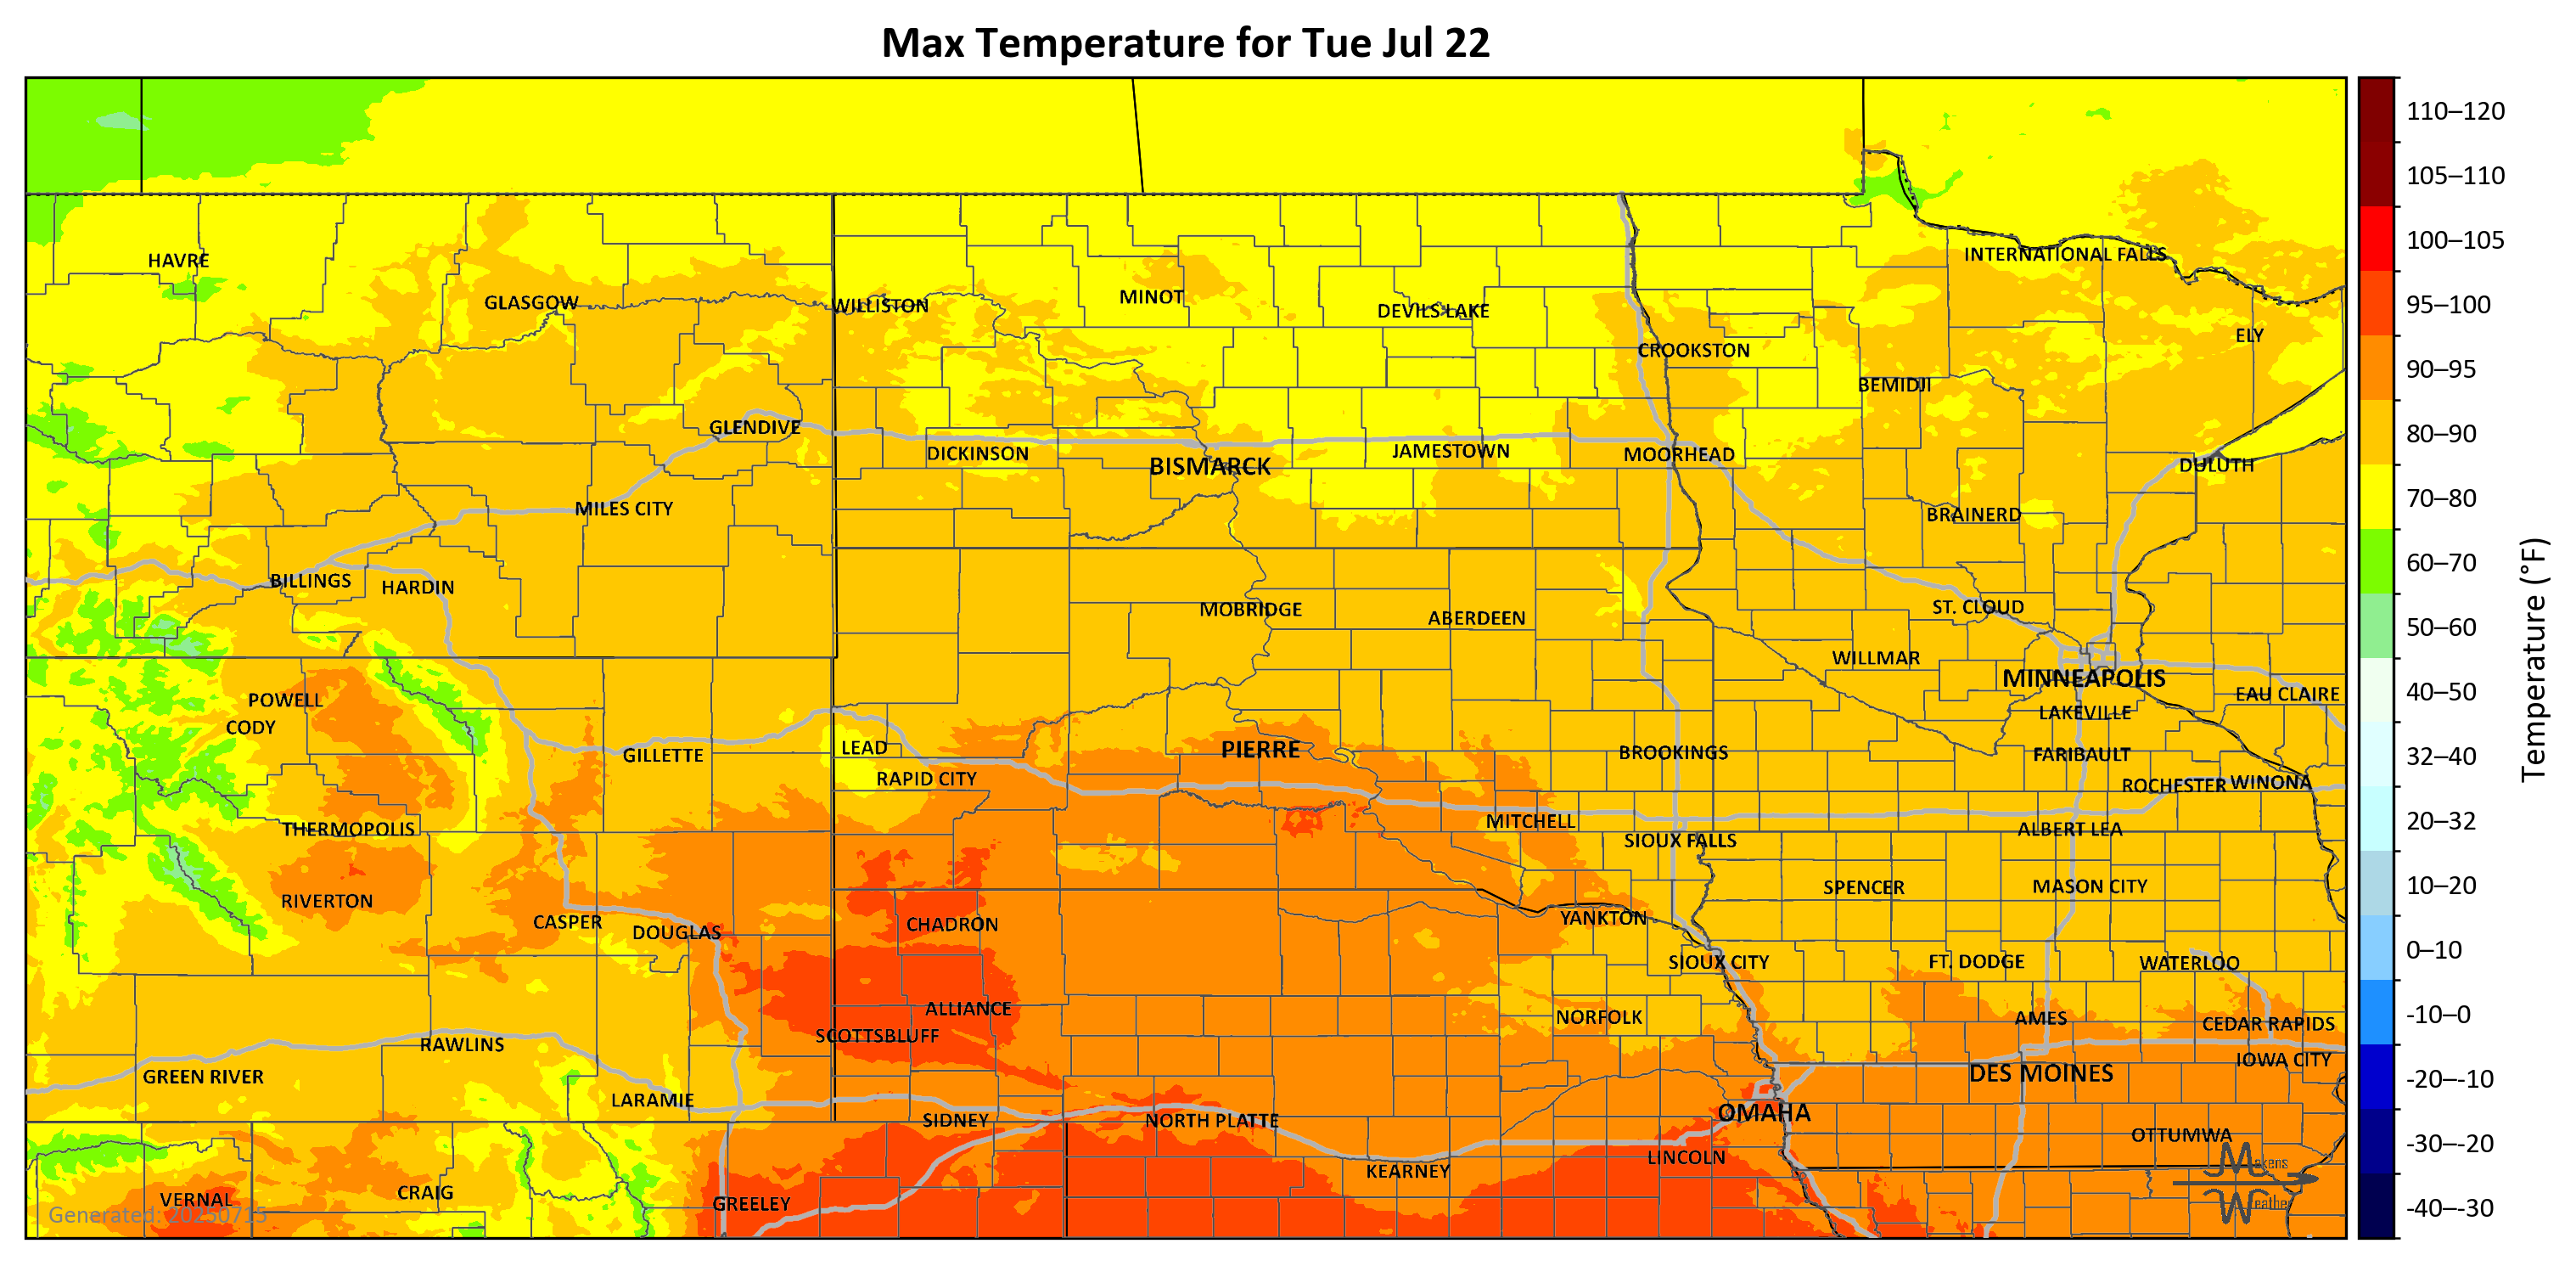 Max Temperature for Tue Jul 22
HAVRE
GLASGOW
WILLISTON
MINOT
DEVILS LAKE
INTERNATIONAL FALLS
CROOKSTON
ELY
BEMIDJI
GLENDIVE
DICKINSON
BISMARCK
JAMESTOWN
MOORHEAD
DULUTH
MILES CITY
BRAINERD
BILLINGS
HARDIN
MOBRIDGE
ABERDEEN
ST. CLOUD
WILLMAR
MINNEAPOLIS
EAU CLAIRE
POWELL
CODY
LAKEVILLE
GILLETTE
LEAD
PIERRE
BROOKINGS
FARIBAULT
RAPID CITY
ROCHESTER
WINONA
THERMOPOLIS
MITCHELL
ALBERT LEA
SIOUX FALLS
RIVERTON
SPENCER
MASON CITY
CASPER
DOUGLAS
CHADRON
YANKTON
SIOUX CITY
FT. DODGE
WATERLOO
ALLIANCE
NORFOLK
AMES
CEDAR RAPIDS
SCOTTSBLUFF
RAWLINS
IOWA CITY
GREEN RIVER
DES MOINES
LARAMIE
SIDNEY
NORTH PLATTE
OMAHA
OTTUMWA
LINCOLN
KEARNEY
VERNAL
CRAIG
GREELEY
Generated: 20250715
Makens
Weather
110–120
105–110
100–105
95–100
90–95
80–90
70–80
60–70
50–60
40–50
32–40
20–32
10–20
0–10
-10–0
-20–-10
-30–-20
-40–-30
Temperature (°F)